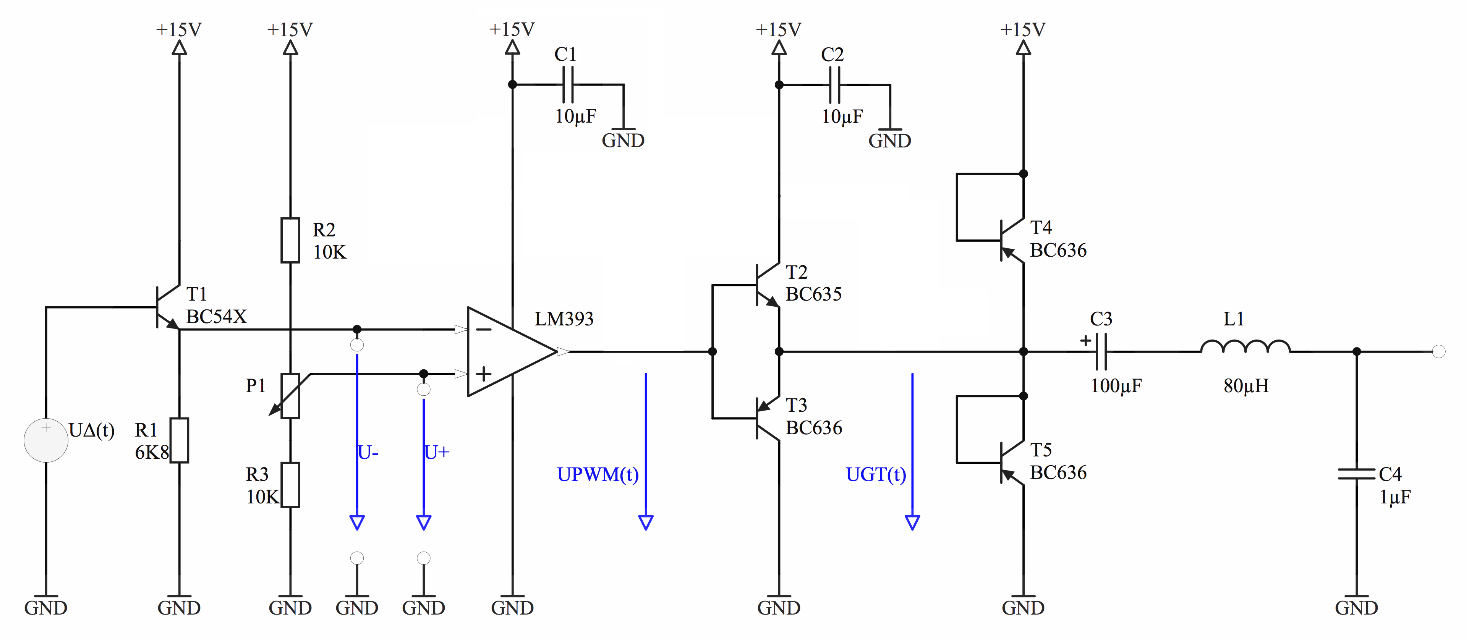 +15V
+15V
+15V
+15V
+15V
C1
10µF
GND
C2
10µF
GND
R2
10K
T4
BC636
T1
BC54X
T2
BC635
LM393
C3
+
100µF
L1
80µH
−
+
P1
T3
BC636
+
UΔ(t)
R1
6K8
R3
10K
U-
U+
UPWM(t)
UGT(t)
T5
BC636
C4
1µF
GND
GND
GND
GND
GND
GND
GND
GND
GND